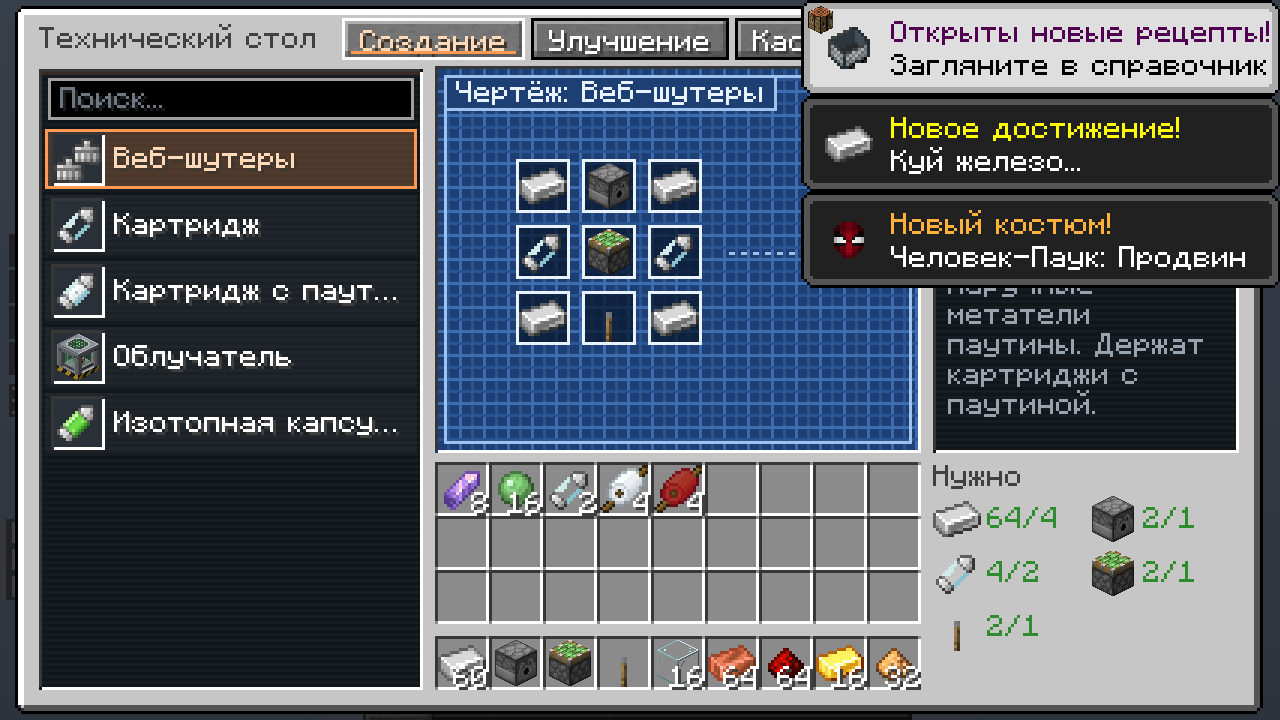 Технический стол
Создание
Улучшение
Кас
Поиск...
Веб-шутеры
Картридж
Картридж с паут...
Облучатель
Изотопная капсу...
Чертёж: Веб-шутеры
Открыты новые рецепты!
Загляните в справочник
Новое достижение!
Куй железо...
Новый костюм!
Человек-Паук: Продвин
Наручные
метатели
паутины. Держат
картриджи с
паутиной.
Нужно
64/4
2/1
4/2
2/1
2/1
8
16
2
4
4
60
16
64
64
16
32